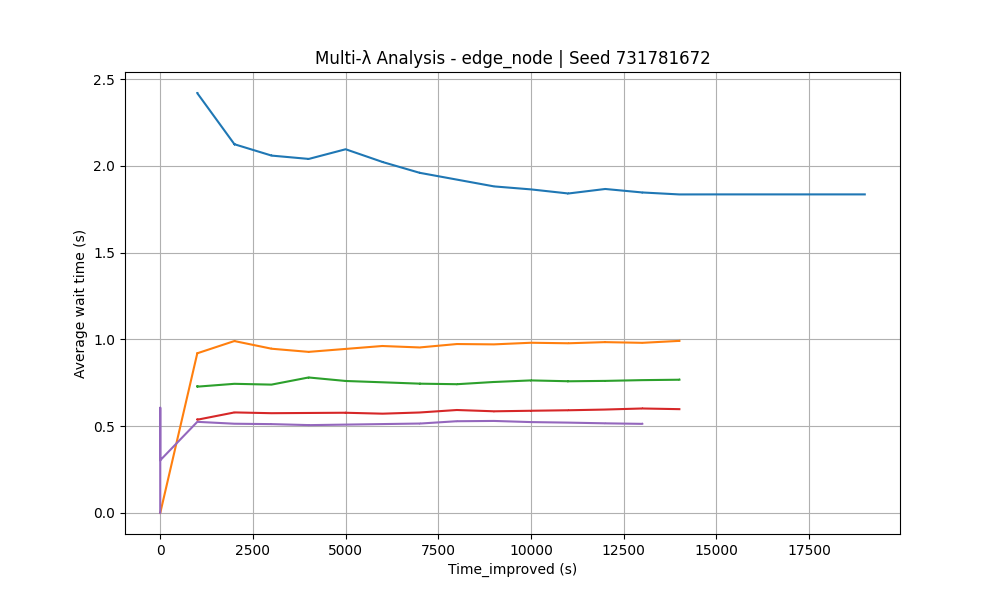 Multi-λ Analysis - edge_node | Seed 731781672
2.5
2.0
1.5
1.0
0.5
0.0
Average wait time (s)
0 2500 5000 7500 10000 12500 15000 17500
Time_improved (s)